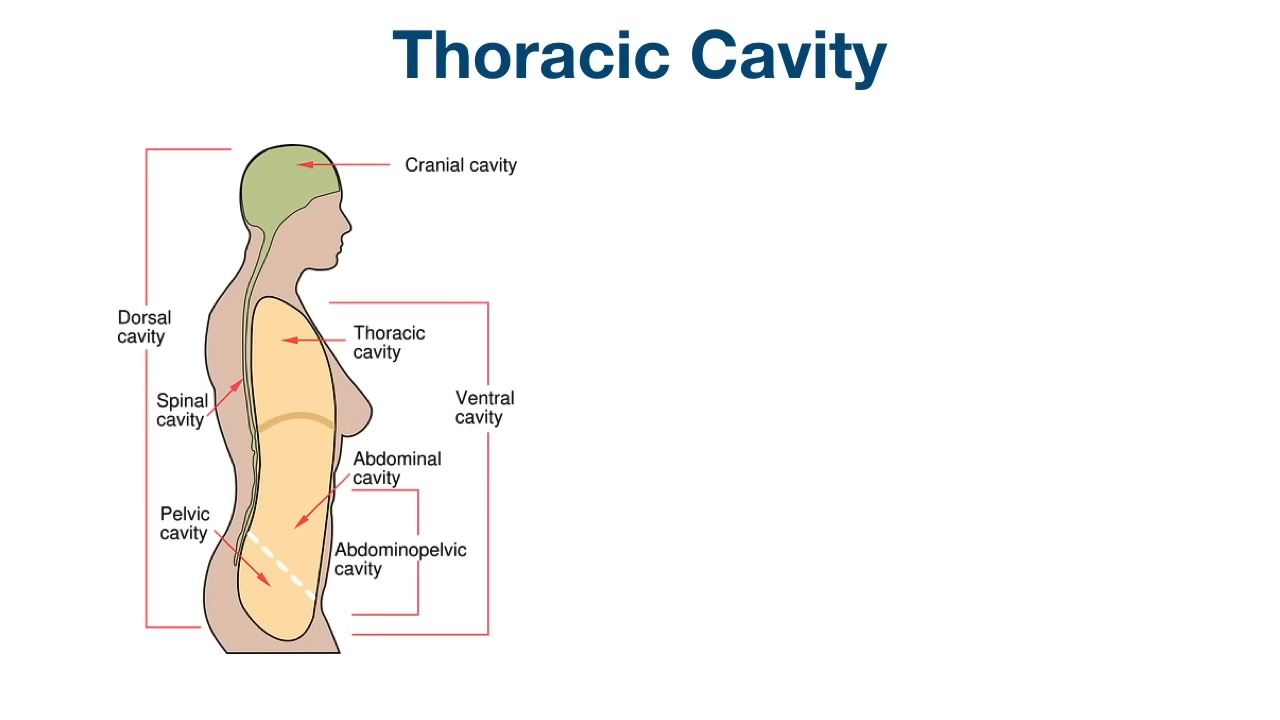 Thoracic Cavity
Cranial cavity
Dorsal
cavity
Thoracic
cavity
Spinal
cavity
Ventral
cavity
Abdominal
cavity
Pelvic
cavity
Abdominopelvic
cavity